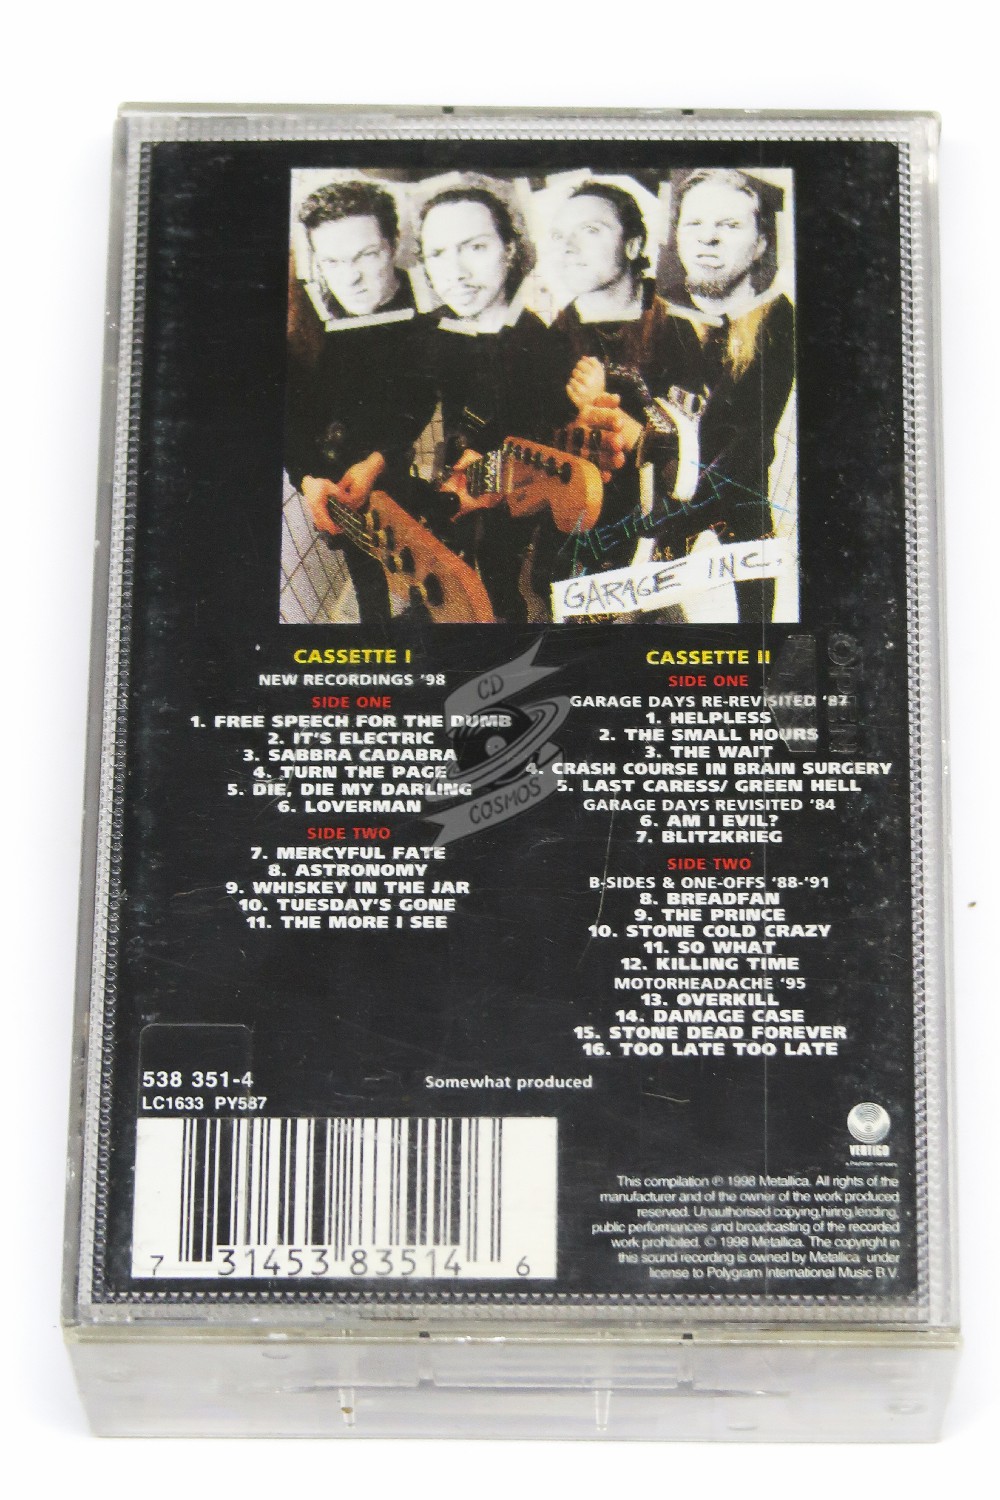 METALLICA
GARAGE INC.
CASSETTE I
NEW RECORDINGS '98
SIDE ONE
1. FREE SPEECH FOR THE DUMB
2. IT'S ELECTRIC
3. SABBRA CADABRA
4. TURN THE PAGE
5. DIE, DIE MY DARLING
6. LOVERMAN
SIDE TWO
7. MERCYFUL FATE
8. ASTRONOMY
9. WHISKEY IN THE JAR
10. TUESDAY'S GONE
11. THE MORE I SEE
CASSETTE II
SIDE ONE
GARAGE DAYS RE-REVISITED '87
1. HELPLESS
2. THE SMALL HOURS
3. THE WAIT
4. CRASH COURSE IN BRAIN SURGERY
5. LAST CARESS/ GREEN HELL
GARAGE DAYS REVISITED '84
6. AM I EVIL?
7. BLITZKRIEG
SIDE TWO
B-SIDES & ONE-OFFS '88-'91
8. BREADFAN
9. THE PRINCE
10. STONE COLD CRAZY
11. SO WHAT
12. KILLING TIME
MOTORHEADACHE '95
13. OVERKILL
14. DAMAGE CASE
15. STONE DEAD FOREVER
16. TOO LATE TOO LATE
CD
COSMOS
538 351-4
LC1633 PY587
Somewhat produced
VERTIGO
7 31453 83514 6
This compilation ℗ 1998 Metallica. All rights of the
manufacturer and of the owner of the work produced
reserved. Unauthorised copying,hiring,lending,
public performances and broadcasting of the recorded
work prohibited. © 1998 Metallica. The copyright in
this sound recording is owned by Metallica under
license to Polygram International Music B.V.